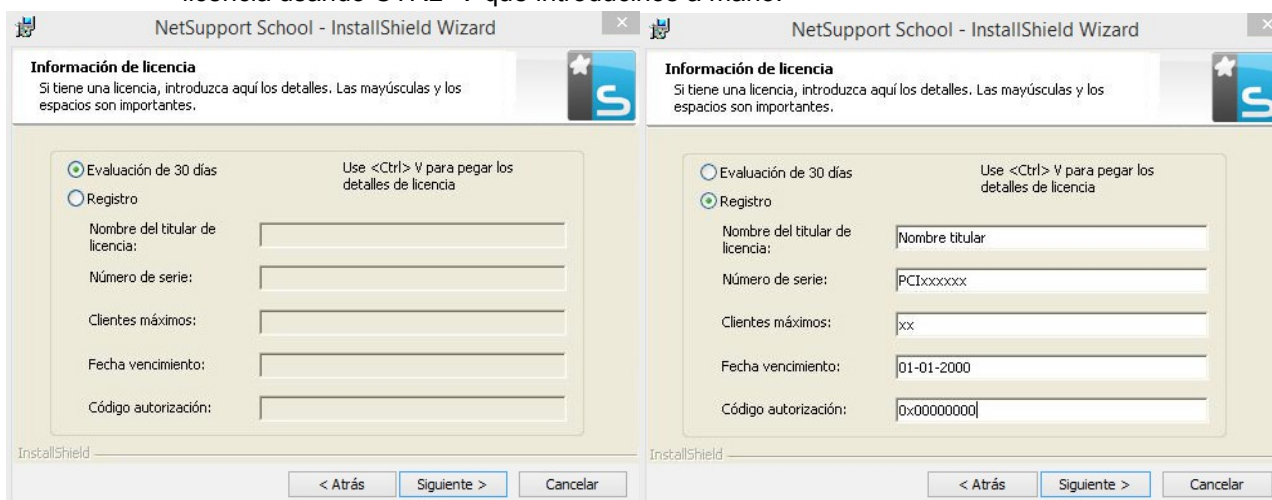 NetSupport School - InstallShield Wizard
Información de licencia
Si tiene una licencia, introduzca aquí los detalles. Las mayúsculas y los
espacios son importantes.
S
Evaluación de 30 días
Use <Ctrl> V para pegar los
detalles de licencia
Registro
Nombre del titular de
licencia:
Número de serie:
Clientes máximos:
Fecha vencimiento:
Código autorización:
InstallShield
< Atrás Siguiente > Cancelar
NetSupport School - InstallShield Wizard
Información de licencia
Si tiene una licencia, introduzca aquí los detalles. Las mayúsculas y los
espacios son importantes.
S
Evaluación de 30 días
Use <Ctrl> V para pegar los
detalles de licencia
Registro
Nombre del titular de
licencia:
Nombre titular
Número de serie: PCIxxxxxx
Clientes máximos: xx
Fecha vencimiento: 01-01-2000
Código autorización: 0x00000000
InstallShield
< Atrás Siguiente > Cancelar